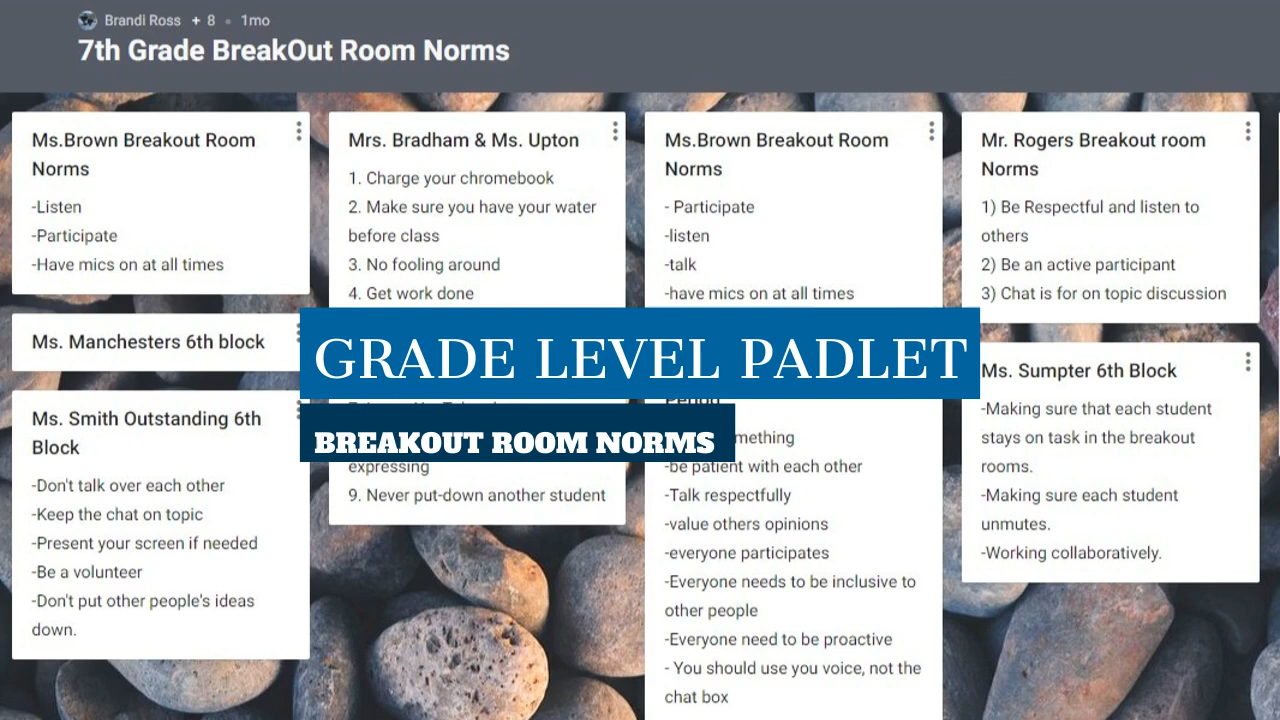 Brandi Ross + 8 • 1mo
7th Grade BreakOut Room Norms
Ms.Brown Breakout Room
Norms
-Listen
-Participate
-Have mics on at all times
Ms. Manchesters 6th block
Ms. Smith Outstanding 6th
Block
-Don't talk over each other
-Keep the chat on topic
-Present your screen if needed
-Be a volunteer
-Don't put other people's ideas
down.
Mrs. Bradham & Ms. Upton
1. Charge your chromebook
2. Make sure you have your water
before class
3. No fooling around
4. Get work done
expressing
9. Never put-down another student
Ms.Brown Breakout Room
Norms
- Participate
-listen
-talk
-have mics on at all times
Period
-be patient with each other
-Talk respectfully
-value others opinions
-everyone participates
-Everyone needs to be inclusive to
other people
-Everyone need to be proactive
- You should use you voice, not the
chat box
Mr. Rogers Breakout room
Norms
1) Be Respectful and listen to
others
2) Be an active participant
3) Chat is for on topic discussion
Ms. Sumpter 6th Block
-Making sure that each student
stays on task in the breakout
rooms.
-Making sure each student
unmutes.
-Working collaboratively.
GRADE LEVEL PADLET
BREAKOUT ROOM NORMS